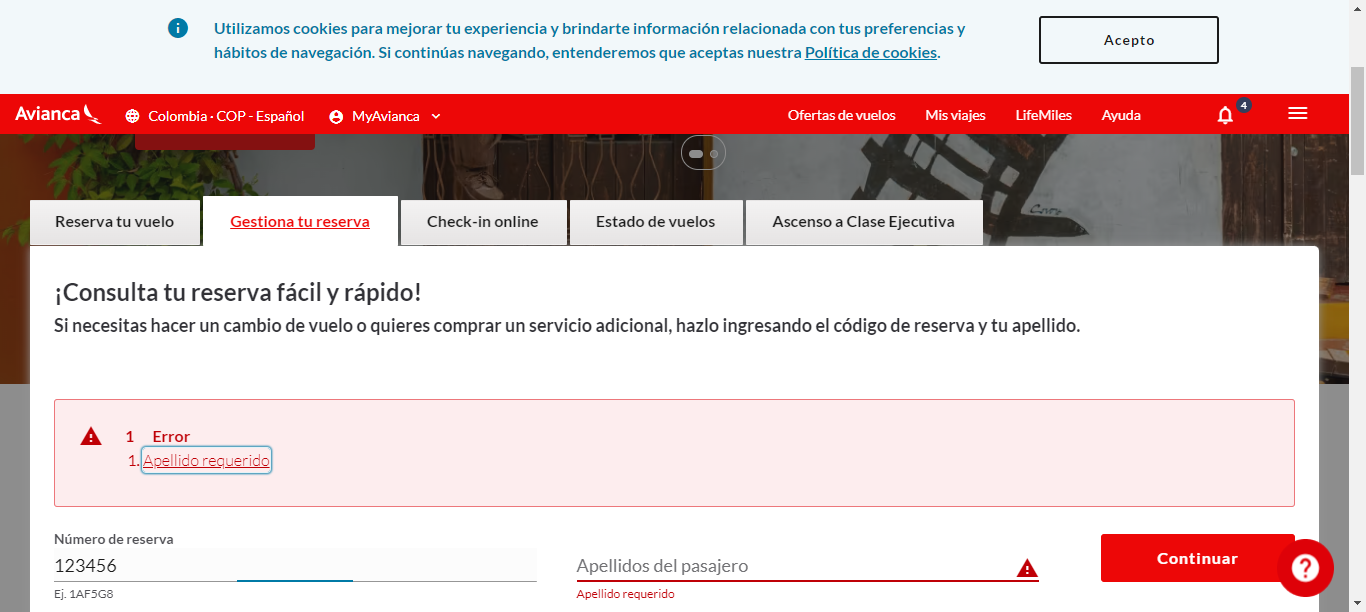 Utilizamos cookies para mejorar tu experiencia y brindarte información relacionada con tus preferencias y
hábitos de navegación. Si continúas navegando, entenderemos que aceptas nuestra Política de cookies.
Acepto
Avianca
Colombia · COP - Español
MyAvianca
Ofertas de vuelos
Mis viajes
LifeMiles
Ayuda
4
Reserva tu vuelo
Gestiona tu reserva
Check-in online
Estado de vuelos
Ascenso a Clase Ejecutiva
¡Consulta tu reserva fácil y rápido!
Si necesitas hacer un cambio de vuelo o quieres comprar un servicio adicional, hazlo ingresando el código de reserva y tu apellido.
1 Error
1. Apellido requerido
Número de reserva
123456
Ej. 1AF5G8
Apellidos del pasajero
Apellido requerido
Continuar
?